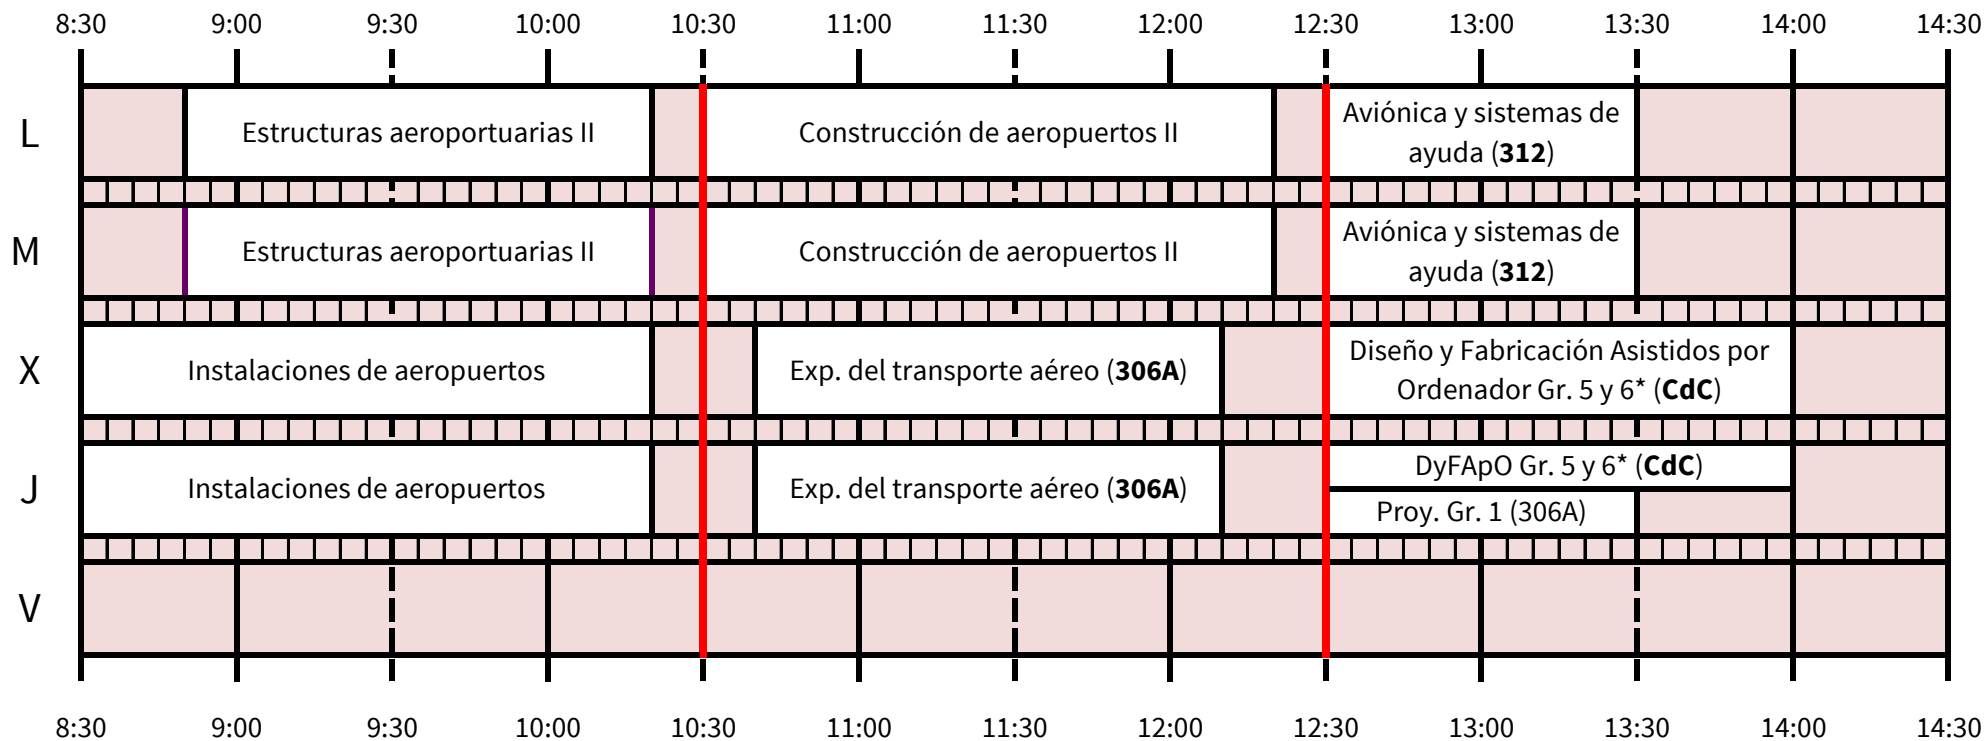 8:30 9:00 9:30 10:00 10:30 11:00 11:30 12:00 12:30 13:00 13:30 14:00 14:30
L
Estructuras aeroportuarias II
Construcción de aeropuertos II
Aviónica y sistemas de
ayuda (312)
M
Estructuras aeroportuarias II
Construcción de aeropuertos II
Aviónica y sistemas de
ayuda (312)
X
Instalaciones de aeropuertos
Exp. del transporte aéreo (306A)
Diseño y Fabricación Asistidos por
Ordenador Gr. 5 y 6* (CdC)
J
Instalaciones de aeropuertos
Exp. del transporte aéreo (306A)
DyFApO Gr. 5 y 6* (CdC)
Proy. Gr. 1 (306A)
V
8:30 9:00 9:30 10:00 10:30 11:00 11:30 12:00 12:30 13:00 13:30 14:00 14:30